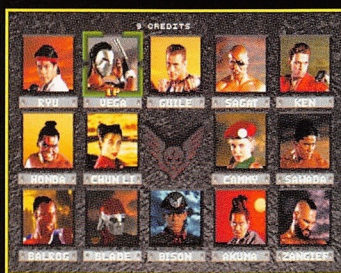 9 CREDITS
RYU VEGA GUILE SAGAT KEN
HONDA CHUN LI CAMMY SAWADA
BALROG BLADE BISON AKUMA ZANGIEF